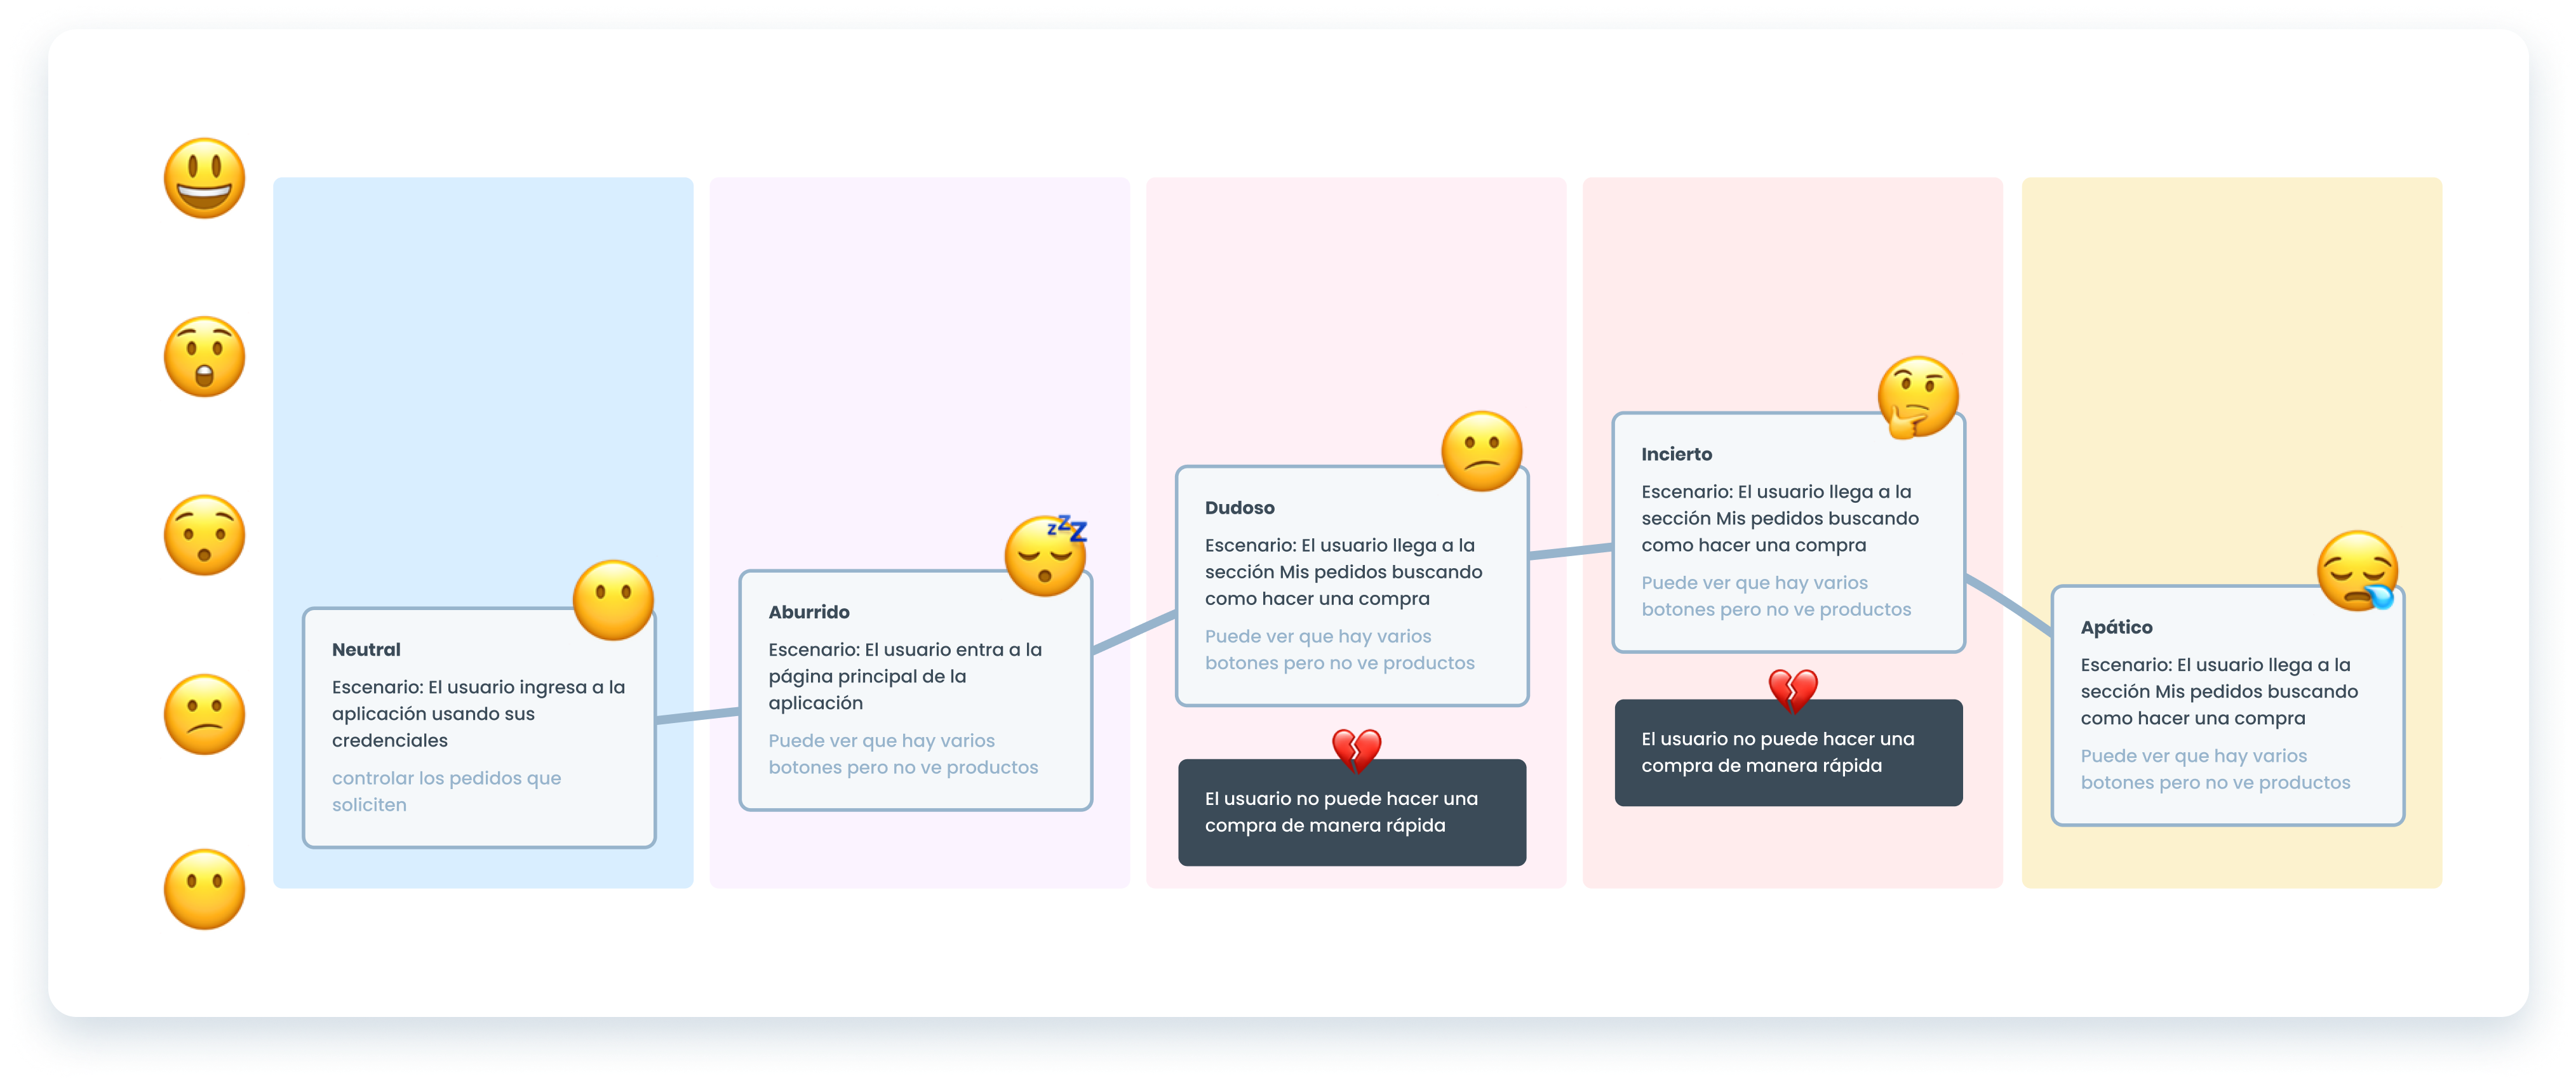 Neutral
Escenario: El usuario ingresa a la
aplicación usando sus
credenciales
controlar los pedidos que
soliciten
Aburrido
Escenario: El usuario entra a la
página principal de la
aplicación
Puede ver que hay varios
botones pero no ve productos
Dudoso
Escenario: El usuario llega a la
sección Mis pedidos buscando
como hacer una compra
Puede ver que hay varios
botones pero no ve productos
El usuario no puede hacer una
compra de manera rápida
Incierto
Escenario: El usuario llega a la
sección Mis pedidos buscando
como hacer una compra
Puede ver que hay varios
botones pero no ve productos
El usuario no puede hacer una
compra de manera rápida
Apático
Escenario: El usuario llega a la
sección Mis pedidos buscando
como hacer una compra
Puede ver que hay varios
botones pero no ve productos